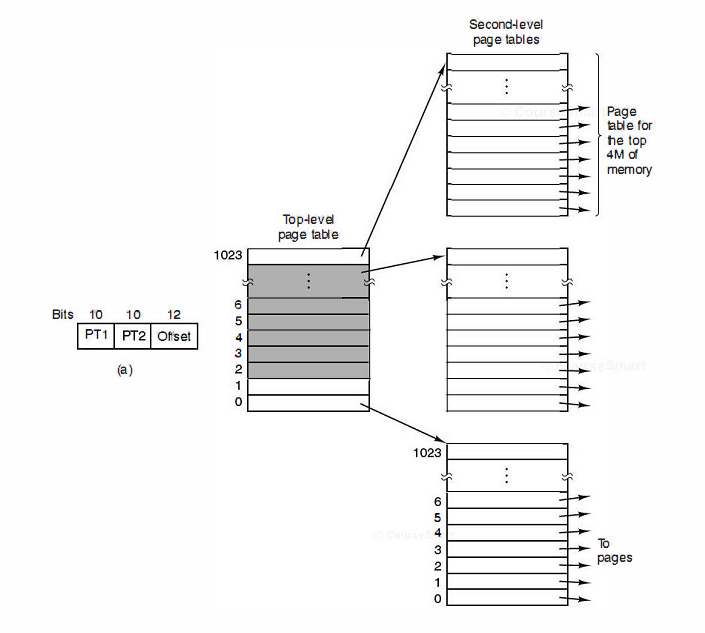 Second-level
page tables
Page
table for
the top
4M of
memory
Top-level
page table
1023
6
5
4
3
2
1
0
Bits 10 10 12
PT1 PT2 Offset
(a)
1023
6
5
4
3
2
1
0
To
pages